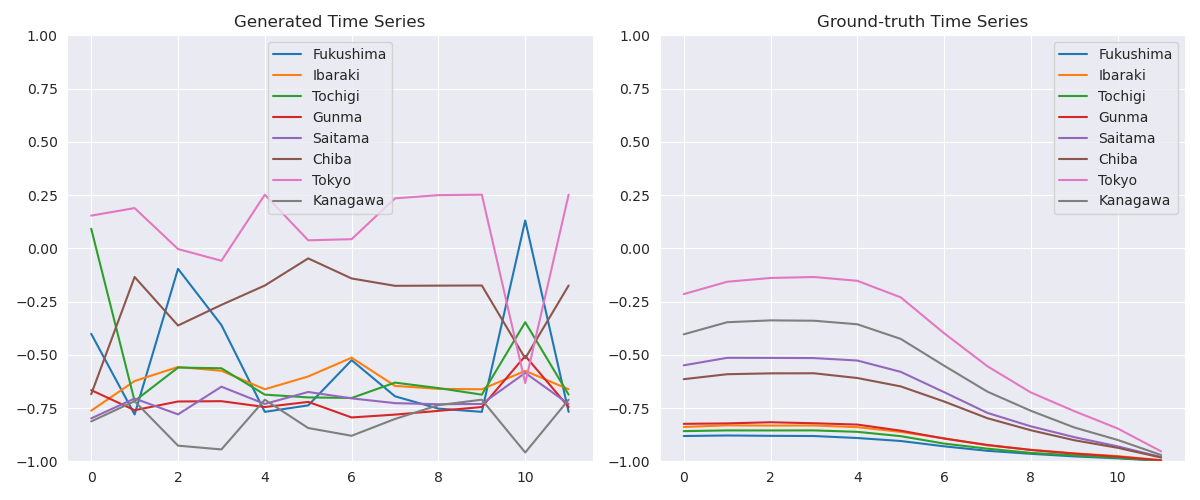 Generated Time Series
1.00
0.75
0.50
0.25
0.00
−0.25
−0.50
−0.75
−1.00
0 2 4 6 8 10
Fukushima
Ibaraki
Tochigi
Gunma
Saitama
Chiba
Tokyo
Kanagawa
Ground-truth Time Series
1.00
0.75
0.50
0.25
0.00
−0.25
−0.50
−0.75
−1.00
0 2 4 6 8 10
Fukushima
Ibaraki
Tochigi
Gunma
Saitama
Chiba
Tokyo
Kanagawa